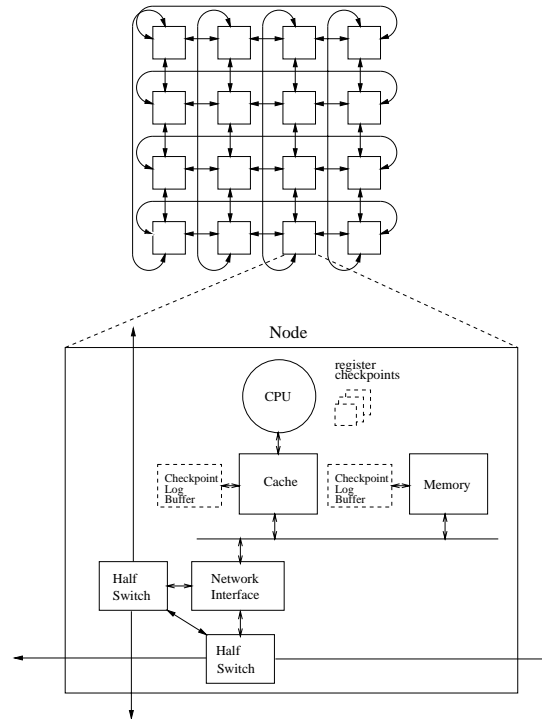 Node
CPU
register
checkpoints
Checkpoint
Log
Buffer
Cache
Checkpoint
Log
Buffer
Memory
Half
Switch
Network
Interface
Half
Switch